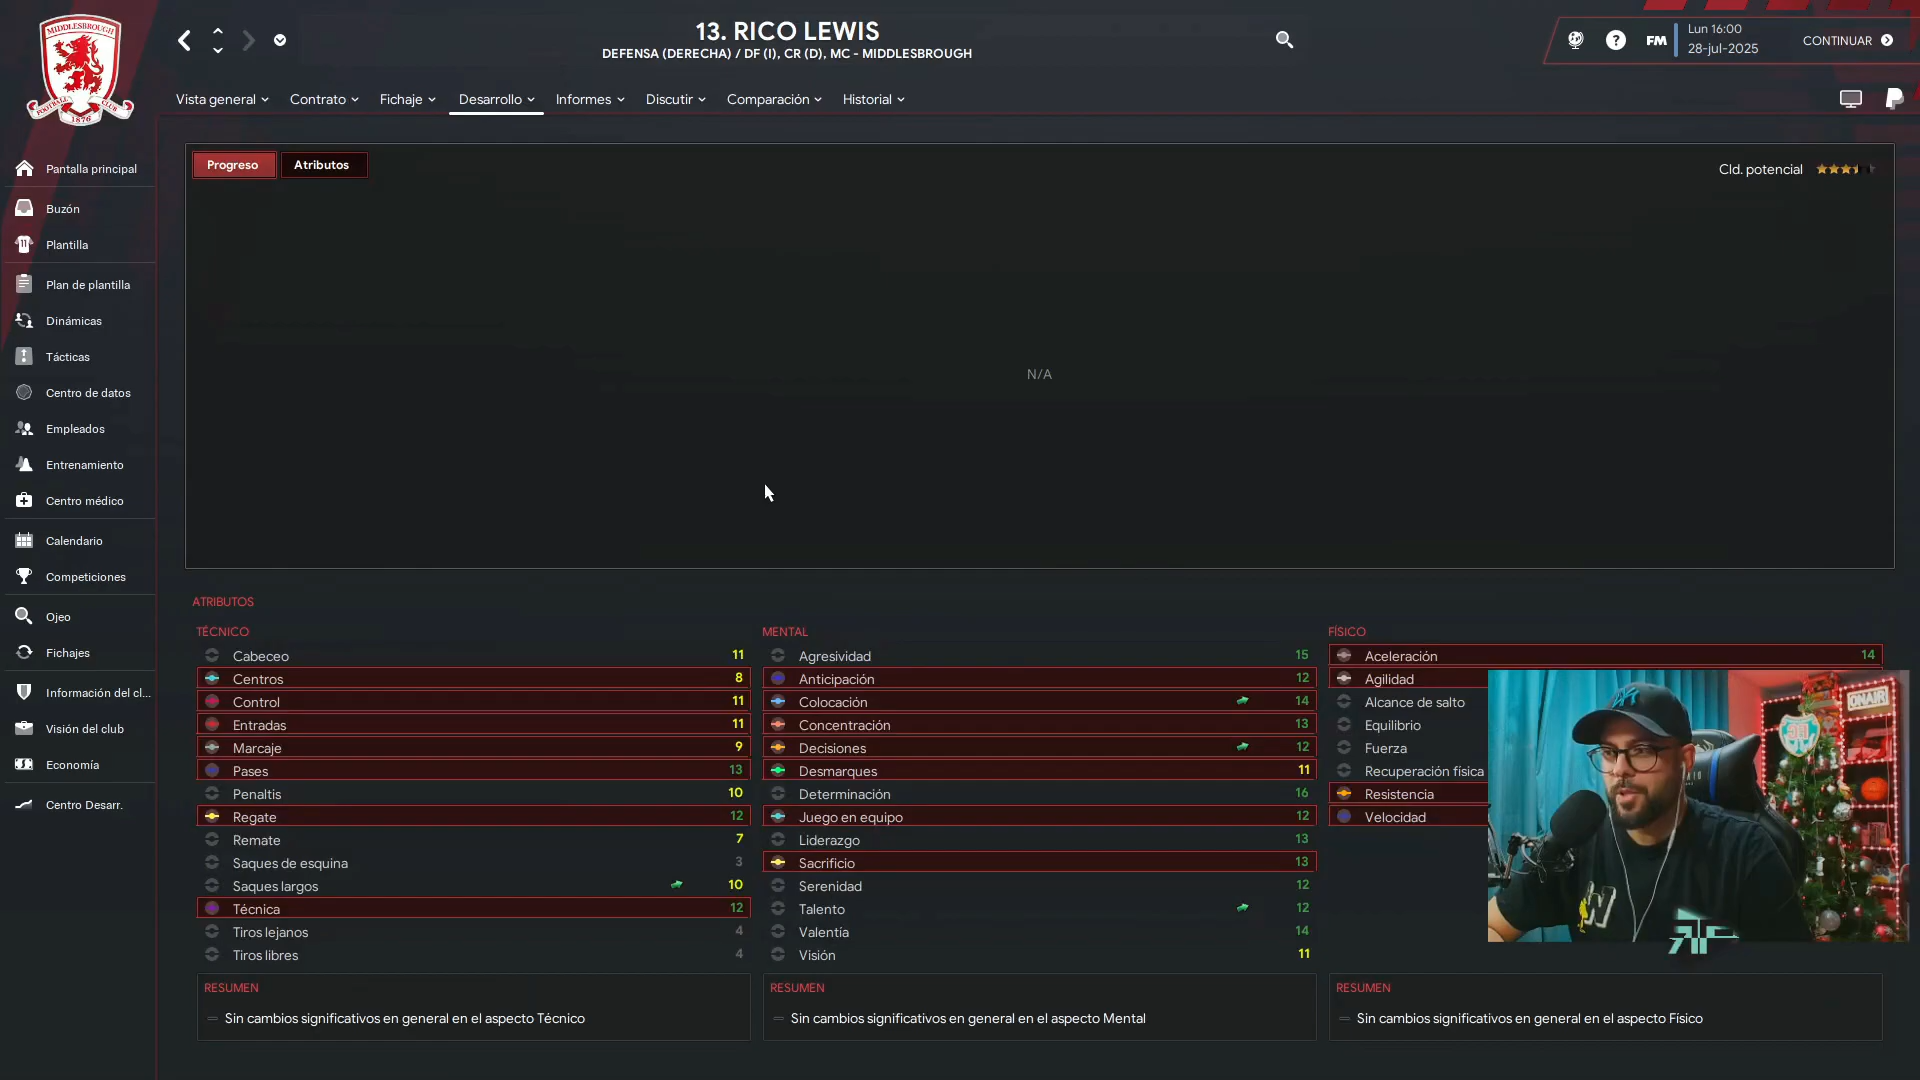 MIDDLESBROUGH
FOOTBALL CLUB
1876
13. RICO LEWIS
DEFENSA (DERECHA) / DF (I), CR (D), MC - MIDDLESBROUGH
FM
Lun 16:00
28-jul-2025
CONTINUAR
Vista general
Contrato
Fichaje
Desarrollo
Informes
Discutir
Comparación
Historial
Pantalla principal
Buzón
Plantilla
Plan de plantilla
Dinámicas
Tácticas
Centro de datos
Empleados
Entrenamiento
Centro médico
Calendario
Competiciones
Ojeo
Fichajes
Información del cl...
Visión del club
Economía
Centro Desarr.
Progreso
Atributos
Cld. potencial
N/A
ATRIBUTOS
TÉCNICO
Cabeceo 11
Centros 8
Control 11
Entradas 11
Marcaje 9
Pases 13
Penaltis 10
Regate 12
Remate 7
Saques de esquina 3
Saques largos 10
Técnica 12
Tiros lejanos 4
Tiros libres 4
RESUMEN
Sin cambios significativos en general en el aspecto Técnico
MENTAL
Agresividad 15
Anticipación 12
Colocación 14
Concentración 13
Decisiones 12
Desmarques 11
Determinación 16
Juego en equipo 12
Liderazgo 13
Sacrificio 13
Serenidad 12
Talento 12
Valentía 14
Visión 11
RESUMEN
Sin cambios significativos en general en el aspecto Mental
FÍSICO
Aceleración 14
Agilidad
Alcance de salto
Equilibrio
Fuerza
Recuperación física
Resistencia
Velocidad
ON AIR
RESUMEN
Sin cambios significativos en general en el aspecto Físico